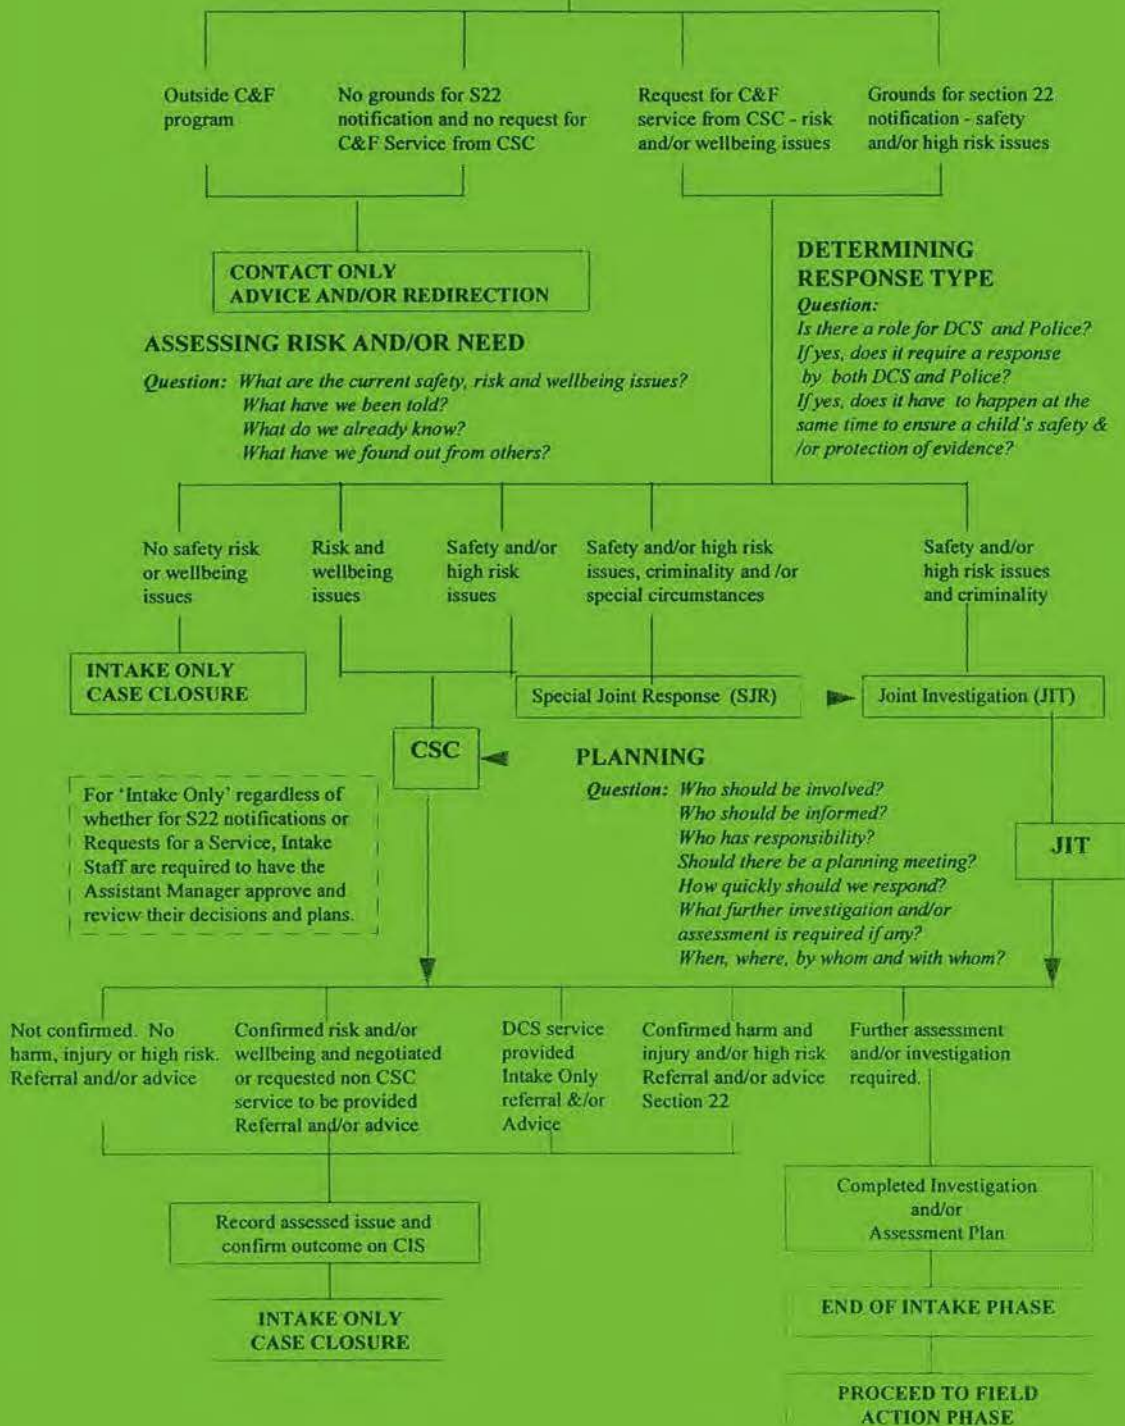 Outside C&F
program
No grounds for S22
notification and no request for
C&F Service from CSC
Request for C&F
service from CSC - risk
and/or wellbeing issues
Grounds for section 22
notification - safety
and/or high risk issues
CONTACT ONLY
ADVICE AND/OR REDIRECTION
DETERMINING
RESPONSE TYPE
Question:
Is there a role for DCS and Police?
If yes, does it require a response
by both DCS and Police?
If yes, does it have to happen at the
same time to ensure a child's safety &
/or protection of evidence?
ASSESSING RISK AND/OR NEED
Question: What are the current safety, risk and wellbeing issues?
What have we been told?
What do we already know?
What have we found out from others?
No safety risk
or wellbeing
issues
Risk and
wellbeing
issues
Safety and/or
high risk
issues
Safety and/or high risk
issues, criminality and /or
special circumstances
Safety and/or
high risk issues
and criminality
INTAKE ONLY
CASE CLOSURE
Special Joint Response (SJR)
Joint Investigation (JIT)
CSC
PLANNING
Question: Who should be involved?
Who should be informed?
Who has responsibility?
Should there be a planning meeting?
How quickly should we respond?
What further investigation and/or
assessment is required if any?
When, where, by whom and with whom?
JIT
For 'Intake Only' regardless of
whether for S22 notifications or
Requests for a Service, Intake
Staff are required to have the
Assistant Manager approve and
review their decisions and plans.
Not confirmed. No
harm, injury or high risk.
Referral and/or advice
Confirmed risk and/or
wellbeing and negotiated
or requested non CSC
service to be provided
Referral and/or advice
DCS service
provided
Intake Only
referral &/or
Advice
Confirmed harm and
injury and/or high risk
Referral and/or advice
Section 22
Further assessment
and/or investigation
required.
Record assessed issue and
confirm outcome on CIS
INTAKE ONLY
CASE CLOSURE
Completed Investigation
and/or
Assessment Plan
END OF INTAKE PHASE
PROCEED TO FIELD
ACTION PHASE